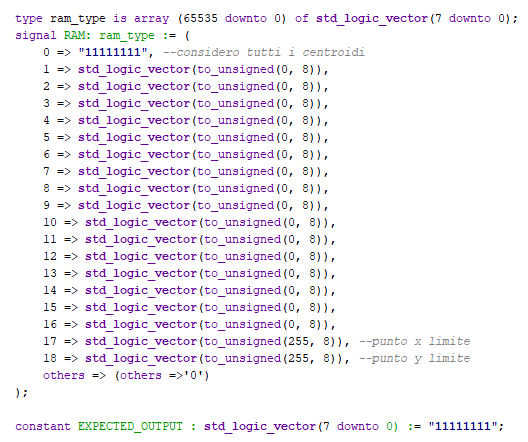 type ram_type is array (65535 downto 0) of std_logic_vector(7 downto 0);
signal RAM: ram_type := (
    0 => "11111111", --considero tutti i centroidi
    1 => std_logic_vector(to_unsigned(0, 8)),
    2 => std_logic_vector(to_unsigned(0, 8)),
    3 => std_logic_vector(to_unsigned(0, 8)),
    4 => std_logic_vector(to_unsigned(0, 8)),
    5 => std_logic_vector(to_unsigned(0, 8)),
    6 => std_logic_vector(to_unsigned(0, 8)),
    7 => std_logic_vector(to_unsigned(0, 8)),
    8 => std_logic_vector(to_unsigned(0, 8)),
    9 => std_logic_vector(to_unsigned(0, 8)),
    10 => std_logic_vector(to_unsigned(0, 8)),
    11 => std_logic_vector(to_unsigned(0, 8)),
    12 => std_logic_vector(to_unsigned(0, 8)),
    13 => std_logic_vector(to_unsigned(0, 8)),
    14 => std_logic_vector(to_unsigned(0, 8)),
    15 => std_logic_vector(to_unsigned(0, 8)),
    16 => std_logic_vector(to_unsigned(0, 8)),
    17 => std_logic_vector(to_unsigned(255, 8)), --punto x limite
    18 => std_logic_vector(to_unsigned(255, 8)), --punto y limite
    others => (others =>'0')
);
constant EXPECTED_OUTPUT : std_logic_vector(7 downto 0) := "11111111";